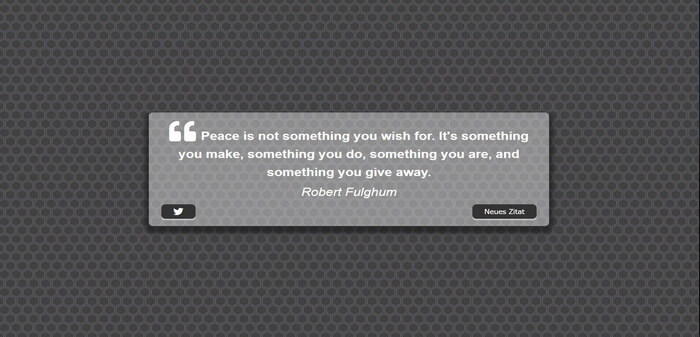 Peace is not something you wish for. It's something
you make, something you do, something you are, and
something you give away.
Robert Fulghum
Neues Zitat